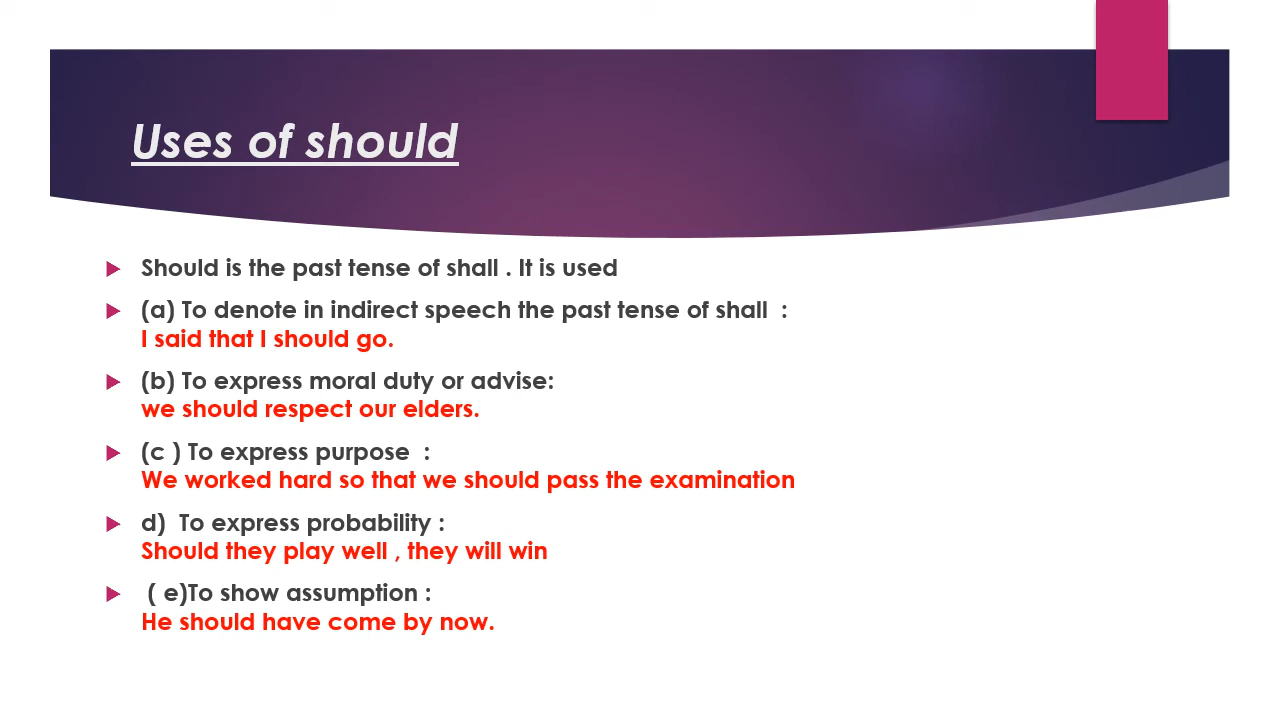 Uses of should
Should is the past tense of shall . It is used
(a) To denote in indirect speech the past tense of shall  :
I said that I should go.
(b) To express moral duty or advise:
we should respect our elders.
(c ) To express purpose  :
We worked hard so that we should pass the examination
d)  To express probability :
Should they play well , they will win
( e)To show assumption :
He should have come by now.